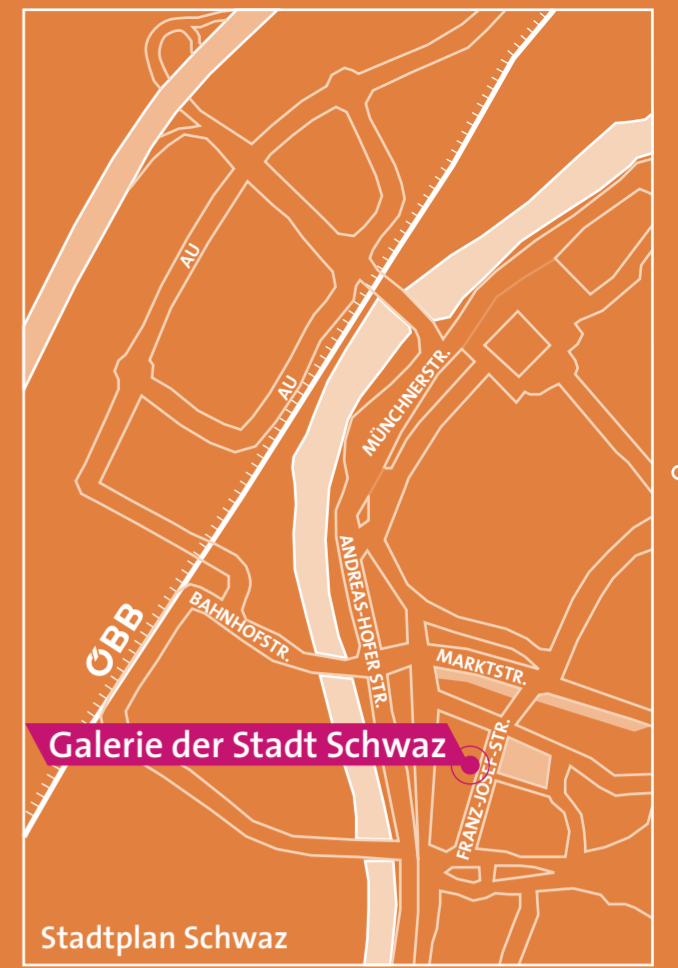 AU
AU
MÜNCHNERSTR.
ANDREAS-HOFER STR.
BAHNHOFSTR.
ÖBB
MARKTSTR.
Galerie der Stadt Schwaz
FRANZ-JOSEF-STR.
Stadtplan Schwaz